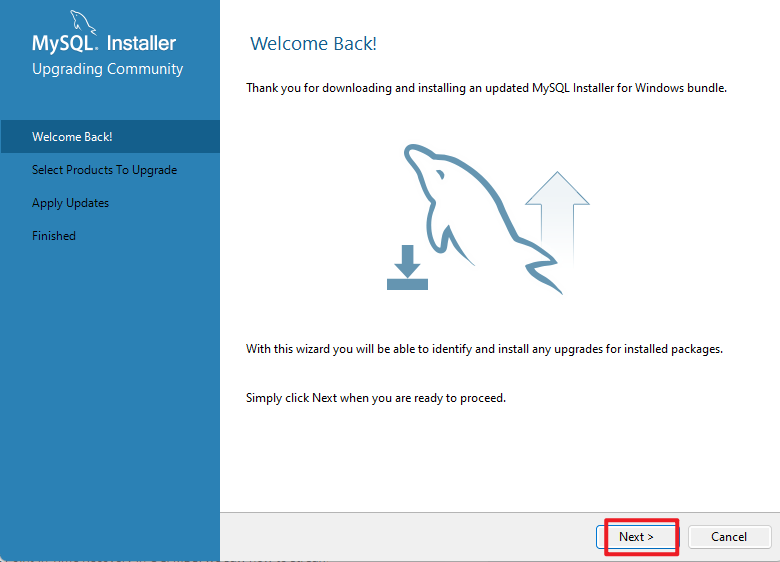 MySQL. Installer
Upgrading Community
Welcome Back!
Select Products To Upgrade
Apply Updates
Finished
Welcome Back!
Thank you for downloading and installing an updated MySQL Installer for Windows bundle.
With this wizard you will be able to identify and install any upgrades for installed packages.
Simply click Next when you are ready to proceed.
Next >
Cancel